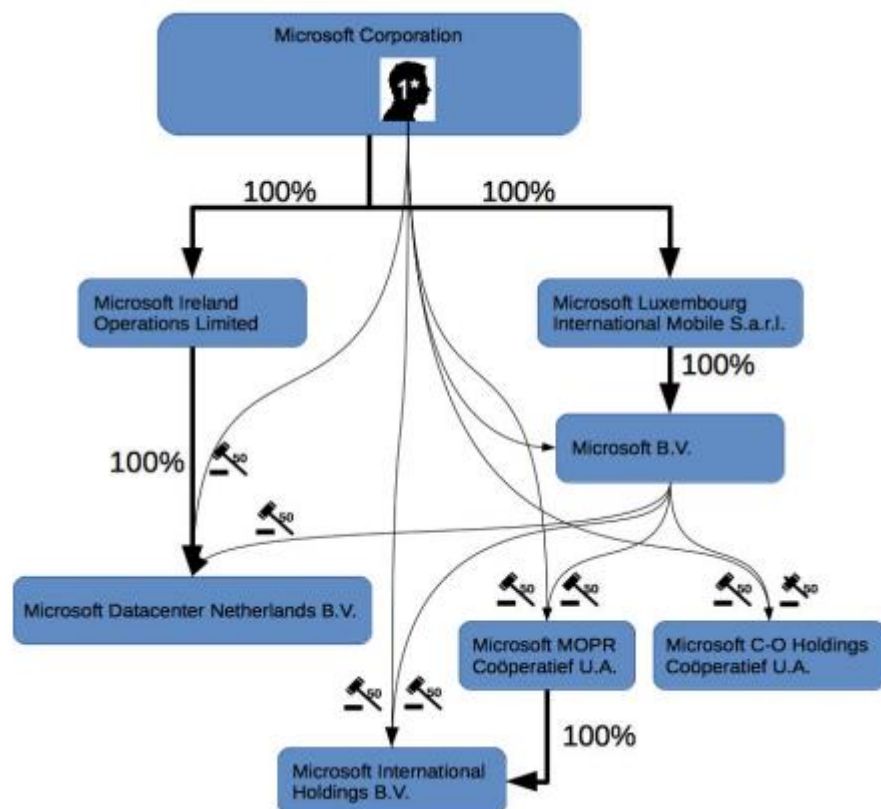 Microsoft Corporation
1*
100%
100%
Microsoft Ireland
Operations Limited
Microsoft Luxembourg
International Mobile S.a.r.l.
100%
Microsoft B.V.
100%
50
50
Microsoft Datacenter Netherlands B.V.
50
50
50
50
Microsoft MOPR
Coöperatief U.A.
Microsoft C-O Holdings
Coöperatief U.A.
50
50
100%
Microsoft International
Holdings B.V.